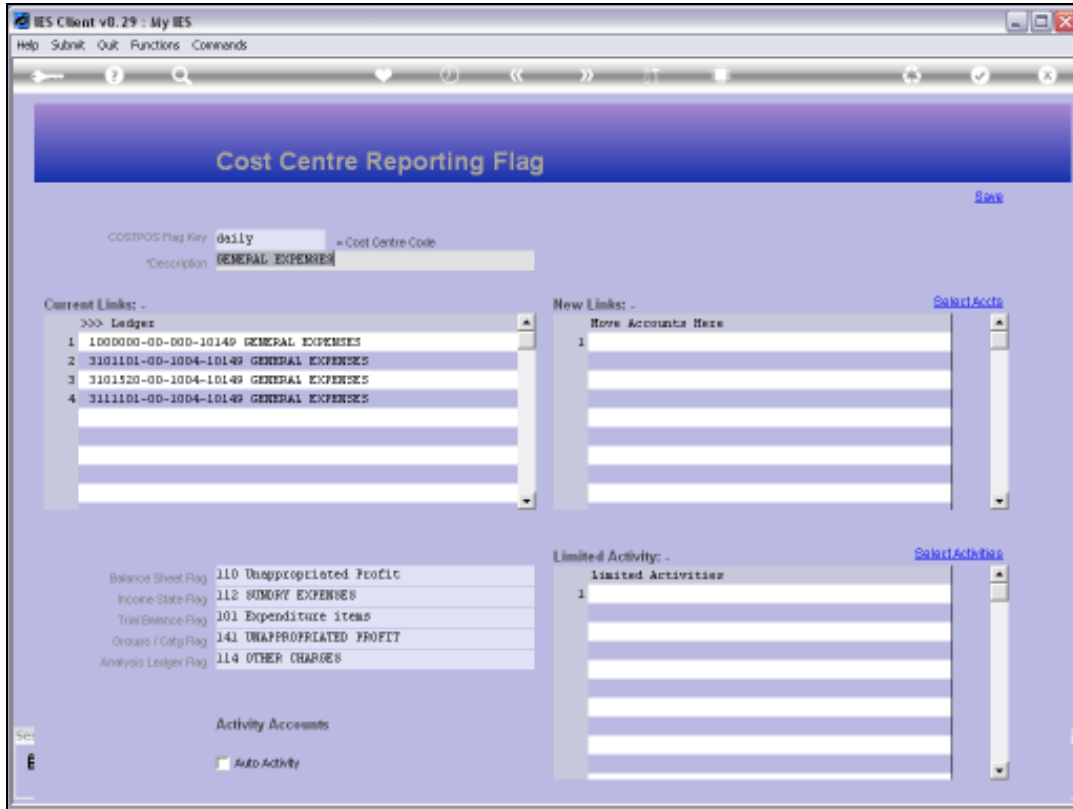 IES Client v8.29 : My IES
Help Submit Quit Functions Commands
Cost Centre Reporting Flag
Save
COSTPOS Flag Key daily = Cost Centre Code
*Description GENERAL EXPENSES
Current Links: -
>>> Ledger
1 1000000-00-000-10149 GENERAL EXPENSES
2 3101101-00-1004-10149 GENERAL EXPENSES
3 3101520-00-1004-10149 GENERAL EXPENSES
4 3111101-00-1004-10149 GENERAL EXPENSES
New Links: - Select Accts
Move Accounts Here
1
Balance Sheet Flag 110 Unappropriated Profit
Income State Flag 112 SUNDRY EXPENSES
Trial Balance Flag 101 Expenditure items
Groups / Catg Flag 141 UNAPPROPRIATED PROFIT
Analysis Ledger Flag 114 OTHER CHARGES
Limited Activity: - Select Activities
Limited Activities
1
Activity Accounts
Auto Activity